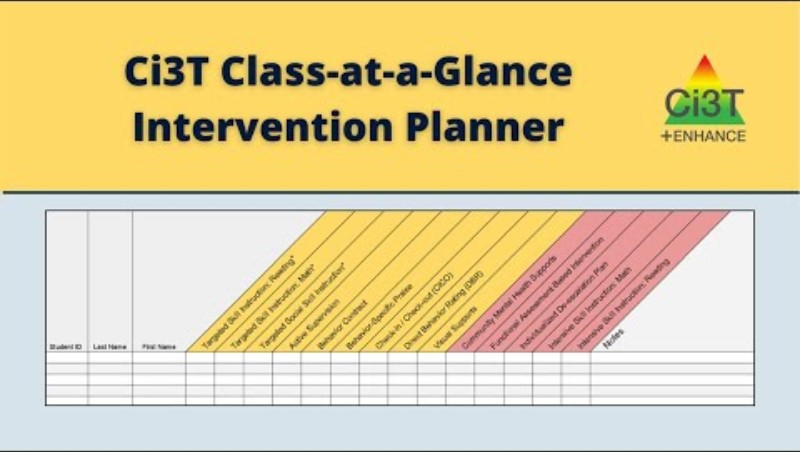 Ci3T Class-at-a-Glance
Intervention Planner
Ci3T
+ENHANCE
Student ID
Last Name
First Name
Targeted Skill Instruction: Reading*
Targeted Skill Instruction: Math*
Targeted Social Skill Instruction*
Active Supervision
Behavior Contract
Behavior-Specific Praise
Check-in / Check-out (CICO)
Direct Behavior Rating (DBR)
Visual Supports
Community Mental Health Supports
Functional Assessment Based Intervention
Individualized De-escalation Plan
Intensive Skill Instruction: Math
Intensive Skill Instruction: Reading
Notes